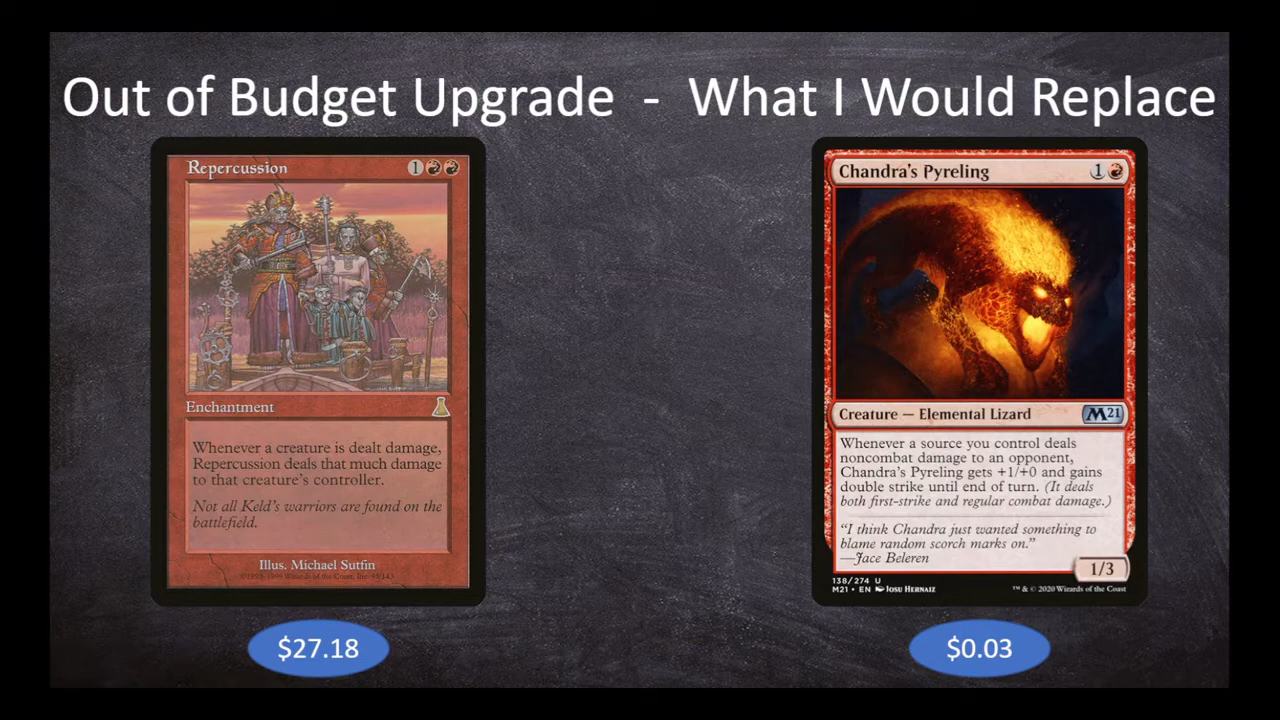 Out of Budget Upgrade - What I Would Replace
Repercussion 1
Enchantment
Whenever a creature is dealt damage,
Repercussion deals that much damage
to that creature's controller.
Not all Keld's warriors are found on the
battlefield.
Illus. Michael Sutfin
$27.18
Chandra's Pyreling 1
Creature — Elemental Lizard M21
Whenever a source you control deals
noncombat damage to an opponent,
Chandra's Pyreling gets +1/+0 and gains
double strike until end of turn. (It deals
both first-strike and regular combat damage.)
"I think Chandra just wanted something to
blame random scorch marks on."
—Jace Beleren
1/3
138/274 U
M21 • EN Josu Hernaiz ™ & © 2020 Wizards of the Coast
$0.03